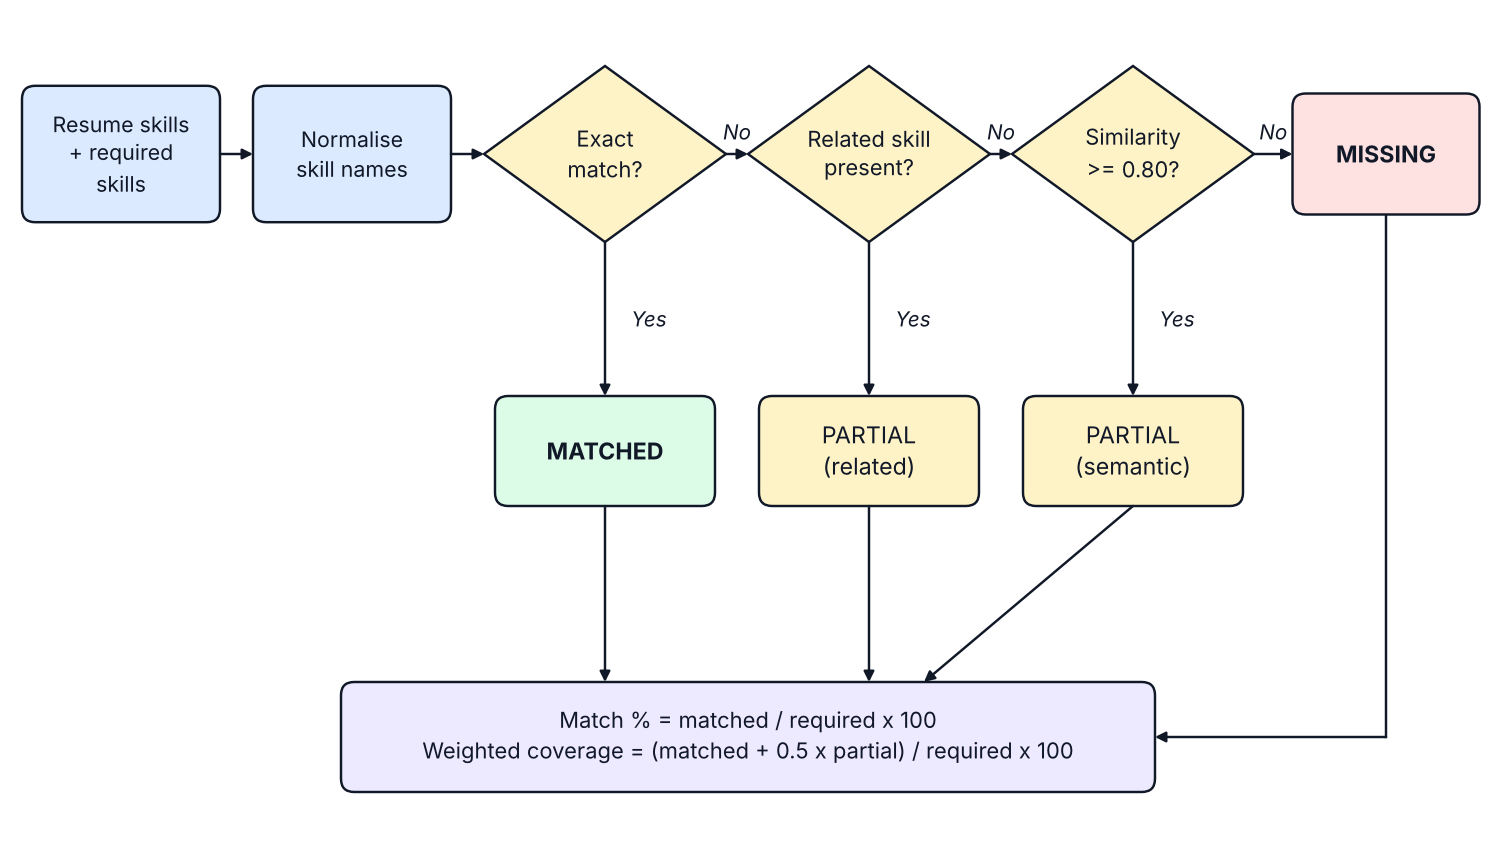 Resume skills
+ required
skills
Normalise
skill names
Exact
match?
No
Related skill
present?
No
Similarity
>= 0.80?
No
MISSING
Yes
Yes
Yes
MATCHED
PARTIAL
(related)
PARTIAL
(semantic)
Match % = matched / required x 100
Weighted coverage = (matched + 0.5 x partial) / required x 100